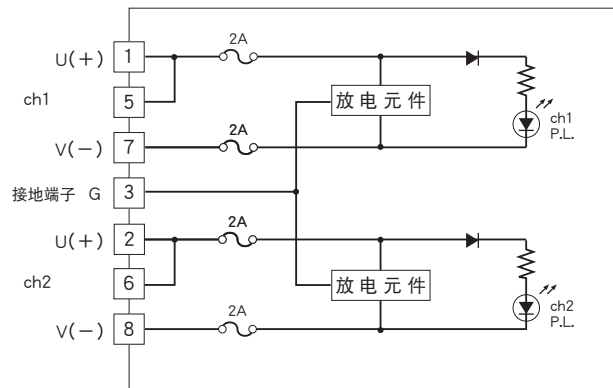 U(+) 1 2A
ch1 5
放电元件
ch1
P.L.
V(−) 7 2A
接地端子 G 3
U(+) 2 2A
ch2 6
放电元件
ch2
P.L.
V(−) 8 2A